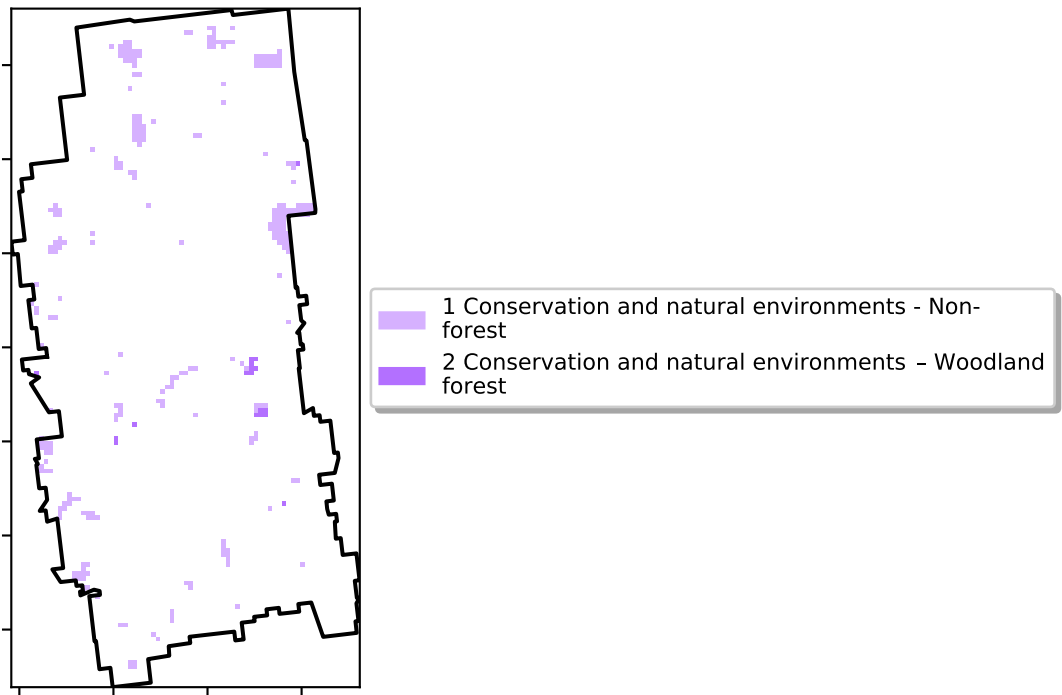 1 Conservation and natural environments - Non-
forest
2 Conservation and natural environments – Woodland
forest